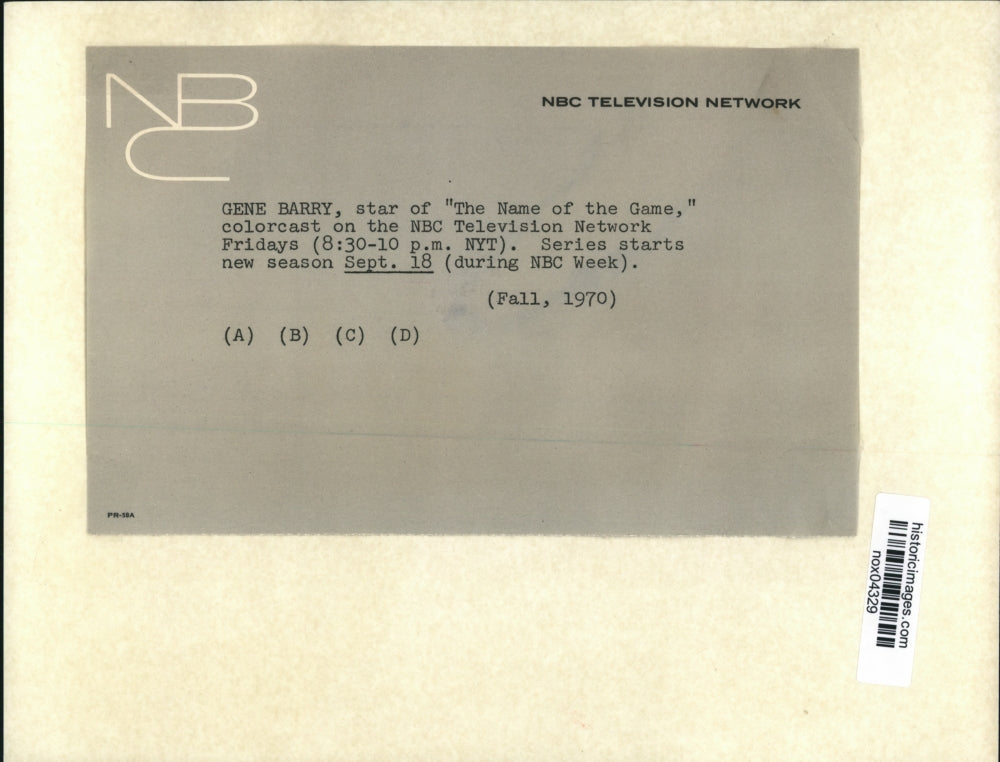 NBC
NBC TELEVISION NETWORK
GENE BARRY, star of "The Name of the Game,"
colorcast on the NBC Television Network
Fridays (8:30-10 p.m. NYT). Series starts
new season Sept. 18 (during NBC Week).
(Fall, 1970)
(A) (B) (C) (D)
PR-58A
historicimages.com
nox04329